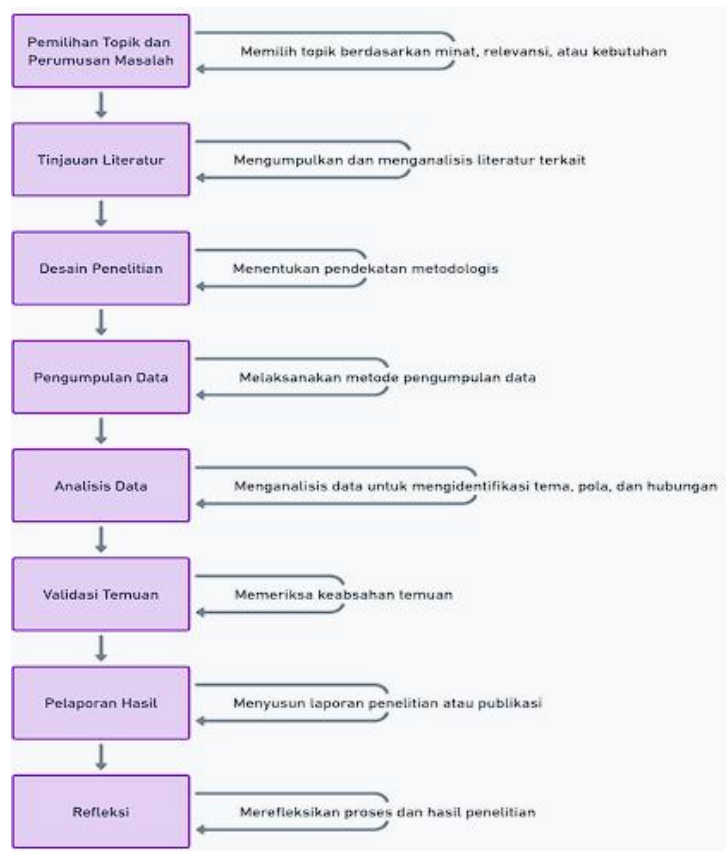 Pemilihan Topik dan
Perumusan Masalah
Memilih topik berdasarkan minat, relevansi, atau kebutuhan
Tinjauan Literatur
Mengumpulkan dan menganalisis literatur terkait
Desain Penelitian
Menentukan pendekatan metodologis
Pengumpulan Data
Melaksanakan metode pengumpulan data
Analisis Data
Menganalisis data untuk mengidentifikasi tema, pola, dan hubungan
Validasi Temuan
Memeriksa keabsahan temuan
Pelaporan Hasil
Menyusun laporan penelitian atau publikasi
Refleksi
Merefleksikan proses dan hasil penelitian